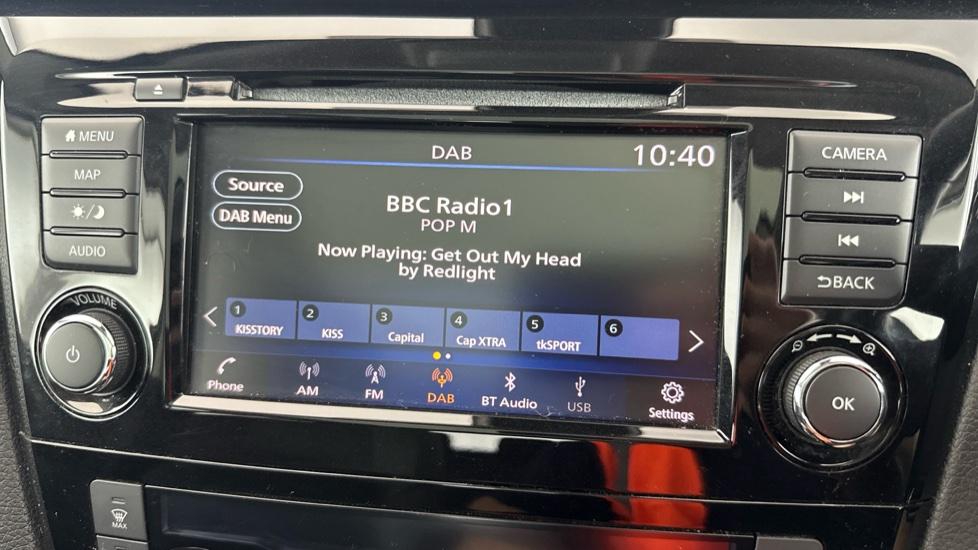 MENU
MAP
AUDIO
VOLUME
DAB
10:40
Source
DAB Menu
BBC Radio1
POP M
Now Playing: Get Out My Head
by Redlight
1 KISSTORY
2 KISS
3 Capital
4 Cap XTRA
5 tkSPORT
6
Phone
AM
FM
DAB
BT Audio
USB
Settings
CAMERA
BACK
OK
MAX